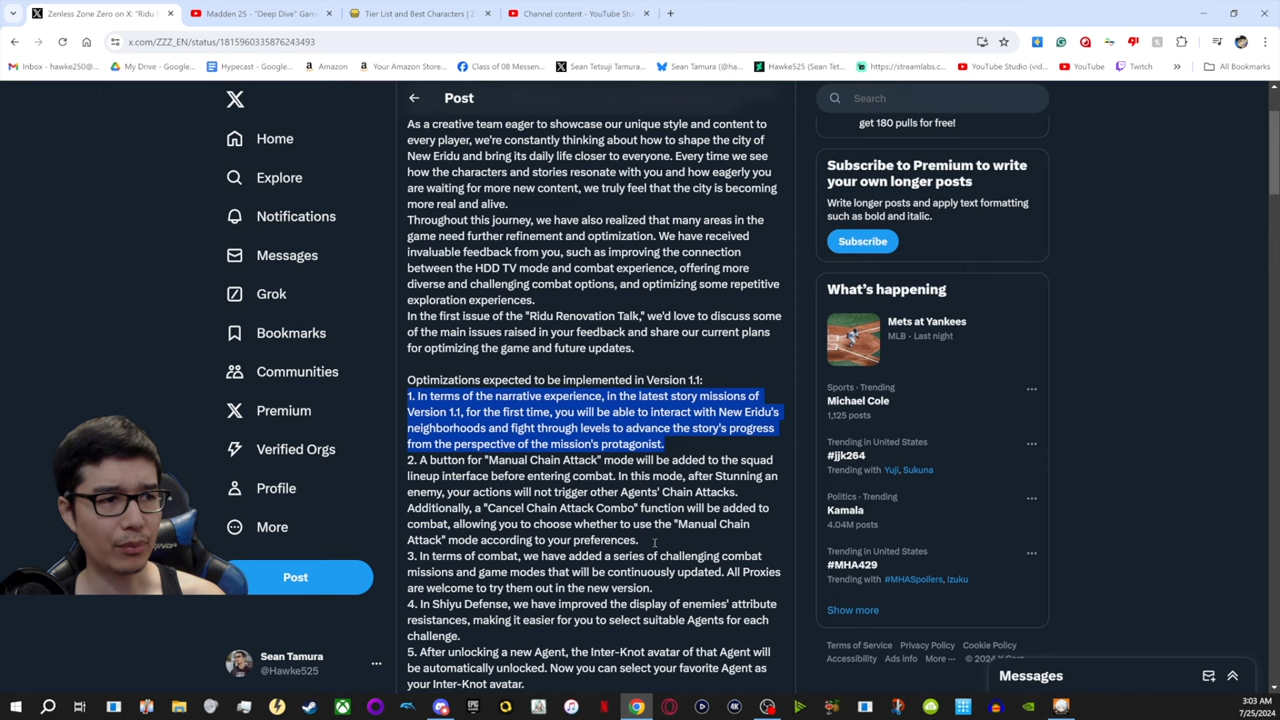 Zenless Zone Zero on X: "Ridu R
Madden 25 - "Deep Dive" Gam
Tier List and Best Characters | Z
Channel content - YouTube Stu
x.com/ZZZ_EN/status/1815960335876243493
Inbox - hawke250@...
My Drive - Google...
Hypecast - Google...
Amazon
Your Amazon Store...
Class of 08 Messen...
Sean Tetsuji Tamura...
Sean Tamura (@ha...
Hawke525 (Sean Tet...
https://streamlabs.c...
YouTube Studio (vid...
YouTube
Twitch
»
All Bookmarks
Home
Explore
Notifications
Messages
Grok
Bookmarks
Communities
Premium
Verified Orgs
Profile
More
Post
Sean Tamura
@Hawke525
Post
As a creative team eager to showcase our unique style and content to
every player, we're constantly thinking about how to shape the city of
New Eridu and bring its daily life closer to everyone. Every time we see
how the characters and stories resonate with you and how eagerly you
are waiting for more new content, we truly feel that the city is becoming
more real and alive.
Throughout this journey, we have also realized that many areas in the
game need further refinement and optimization. We have received
invaluable feedback from you, such as improving the connection
between the HDD TV mode and combat experience, offering more
diverse and challenging combat options, and optimizing some repetitive
exploration experiences.
In the first issue of the "Ridu Renovation Talk," we'd love to discuss some
of the main issues raised in your feedback and share our current plans
for optimizing the game and future updates.
Optimizations expected to be implemented in Version 1.1:
1. In terms of the narrative experience, in the latest story missions of
Version 1.1, for the first time, you will be able to interact with New Eridu's
neighborhoods and fight through levels to advance the story's progress
from the perspective of the mission's protagonist.
2. A button for "Manual Chain Attack" mode will be added to the squad
lineup interface before entering combat. In this mode, after Stunning an
enemy, your actions will not trigger other Agents' Chain Attacks.
Additionally, a "Cancel Chain Attack Combo" function will be added to
combat, allowing you to choose whether to use the "Manual Chain
Attack" mode according to your preferences.
3. In terms of combat, we have added a series of challenging combat
missions and game modes that will be continuously updated. All Proxies
are welcome to try them out in the new version.
4. In Shiyu Defense, we have improved the display of enemies' attribute
resistances, making it easier for you to select suitable Agents for each
challenge.
5. After unlocking a new Agent, the Inter-Knot avatar of that Agent will
be automatically unlocked. Now you can select your favorite Agent as
your Inter-Knot avatar.
Search
get 180 pulls for free!
Subscribe to Premium to write
your own longer posts
Write longer posts and apply text formatting
such as bold and italic.
Subscribe
What's happening
Mets at Yankees
MLB · Last night
Sports · Trending
Michael Cole
1,125 posts
Trending in United States
#jjk264
Trending with Yuji, Sukuna
Politics · Trending
Kamala
4.04M posts
Trending in United States
#MHA429
Trending with #MHASpoilers, Izuku
Show more
Terms of Service Privacy Policy Cookie Policy
Accessibility Ads info More ··· © 2024 X Corp.
Messages
3:03 AM
7/25/2024